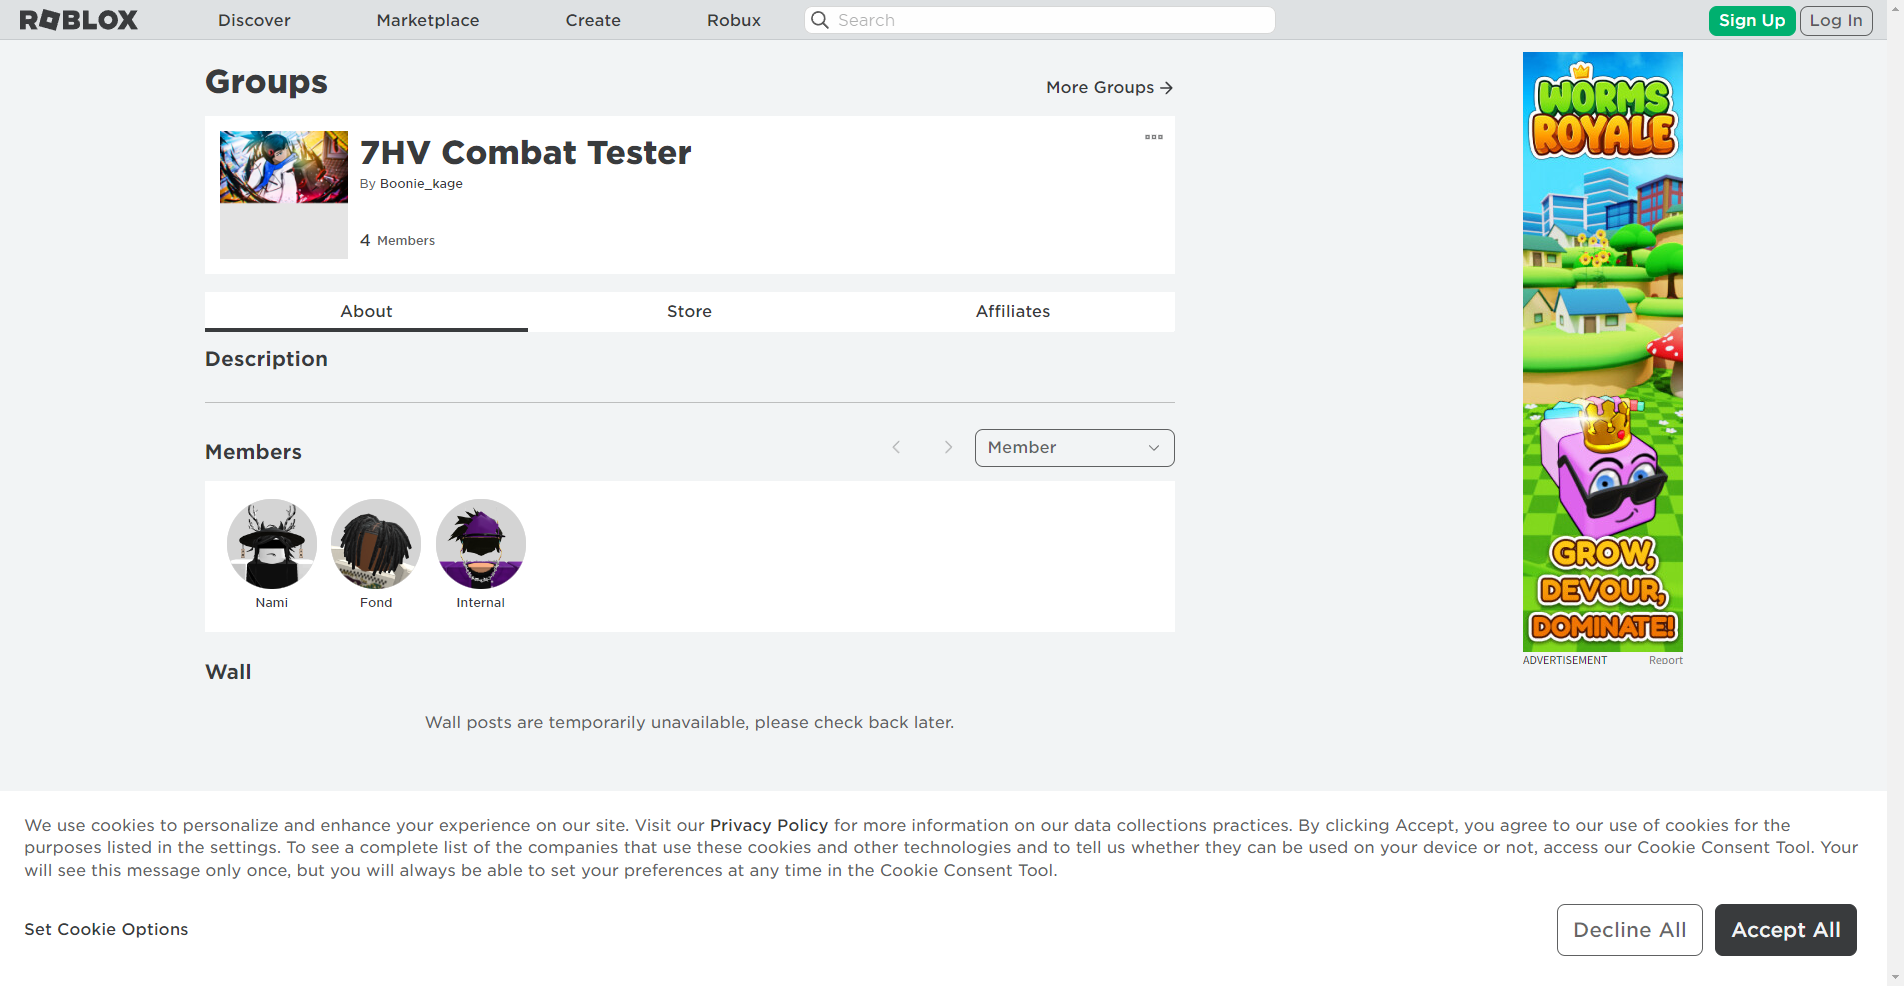 ROBLOX
Discover
Marketplace
Create
Robux
Search
Sign Up
Log In
Groups
More Groups
7HV Combat Tester
By Boonie_kage
4 Members
About
Store
Affiliates
Description
Members
Member
Nami
Fond
Internal
Wall
Wall posts are temporarily unavailable, please check back later.
WORMS
ROYALE
GROW,
DEVOUR,
DOMINATE!
ADVERTISEMENT
Report
We use cookies to personalize and enhance your experience on our site. Visit our Privacy Policy for more information on our data collections practices. By clicking Accept, you agree to our use of cookies for the
purposes listed in the settings. To see a complete list of the companies that use these cookies and other technologies and to tell us whether they can be used on your device or not, access our Cookie Consent Tool. Your
will see this message only once, but you will always be able to set your preferences at any time in the Cookie Consent Tool.
Set Cookie Options
Decline All
Accept All